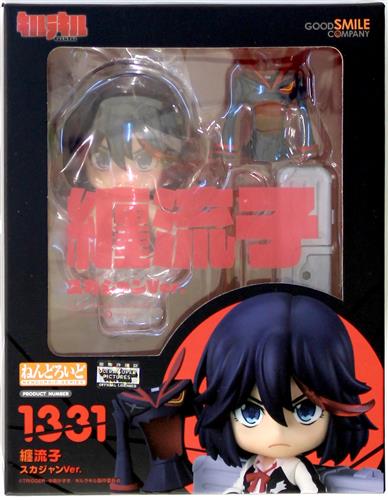 キルラキル
GOOD SMILE
COMPANY
纏流子
スカジャンVer.
ねんどろいど
NENDOROID SERIES
PRODUCT NUMBER
1331
纏流子
スカジャンVer.